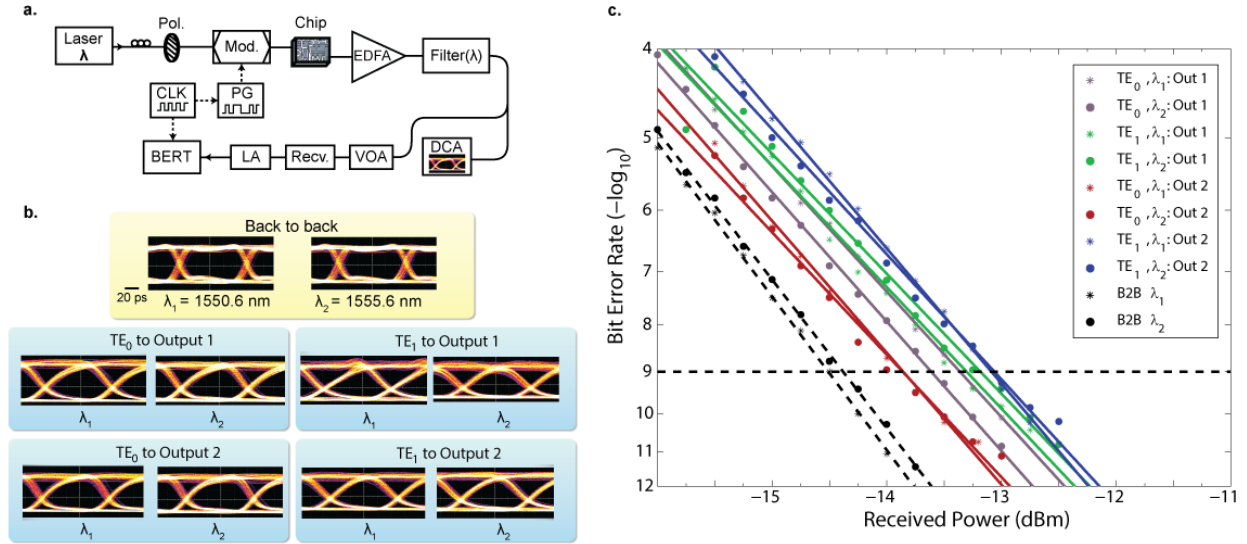 a.
Laser
λ
Pol.
Mod.
Chip
EDFA
Filter(λ)
CLK
PG
BERT
LA
Recv.
VOA
DCA
b.
Back to back
20 ps
λ₁ = 1550.6 nm
λ₂ = 1555.6 nm
TE₀ to Output 1
λ₁
λ₂
TE₁ to Output 1
λ₁
λ₂
TE₀ to Output 2
λ₁
λ₂
TE₁ to Output 2
λ₁
λ₂
c.
Bit Error Rate (−log₁₀)
4
5
6
7
8
9
10
11
12
−15
−14
−13
−12
−11
Received Power (dBm)
TE₀ , λ₁: Out 1
TE₀ , λ₂: Out 1
TE₁ , λ₁: Out 1
TE₁ , λ₂: Out 1
TE₀ , λ₁: Out 2
TE₀ , λ₂: Out 2
TE₁ , λ₁: Out 2
TE₁ , λ₂: Out 2
B2B λ₁
B2B λ₂